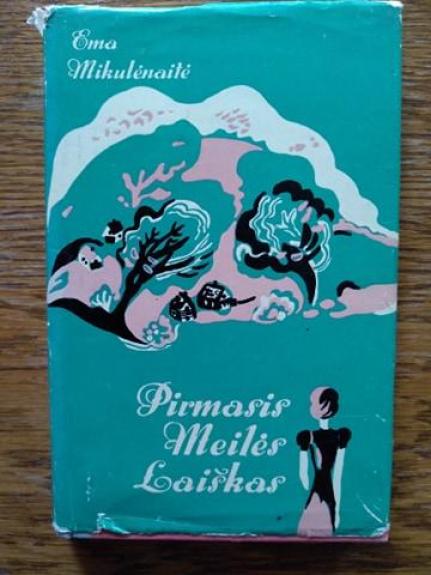 Ema
Mikulėnaitė
Pirmasis
Meilės
Laiškas